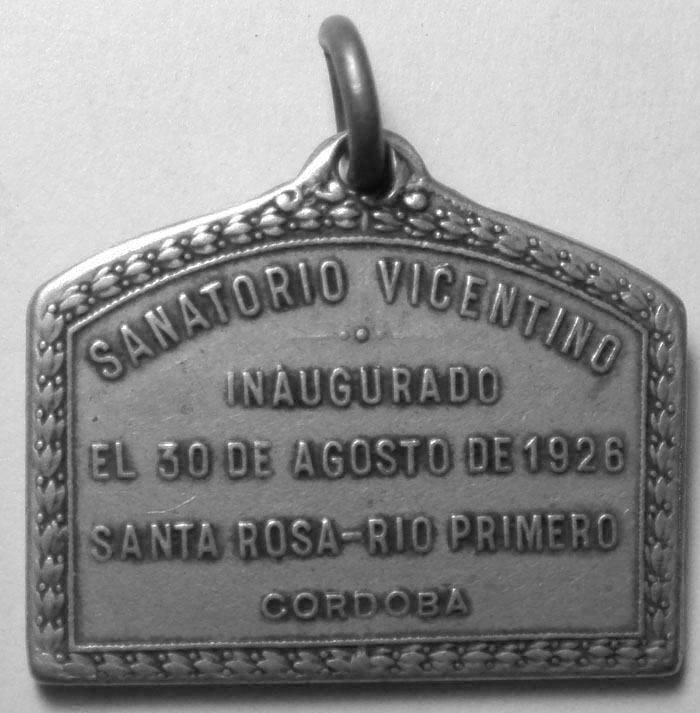 SANATORIO VICENTINO
INAUGURADO
EL 30 DE AGOSTO DE 1926
SANTA ROSA-RIO PRIMERO
CORDOBA